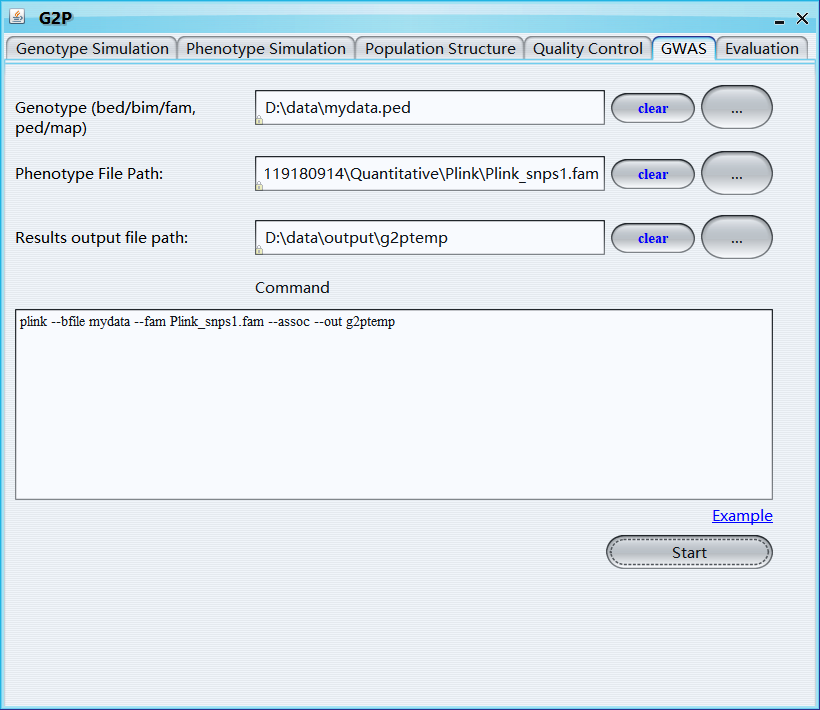 G2P
Genotype Simulation Phenotype Simulation Population Structure Quality Control GWAS Evaluation
Genotype (bed/bim/fam, ped/map) D:\data\mydata.ped clear ...
Phenotype File Path: 119180914\Quantitative\Plink\Plink_snps1.fam clear ...
Results output file path: D:\data\output\g2ptemp clear ...
Command
plink --bfile mydata --fam Plink_snps1.fam --assoc --out g2ptemp
Example
Start